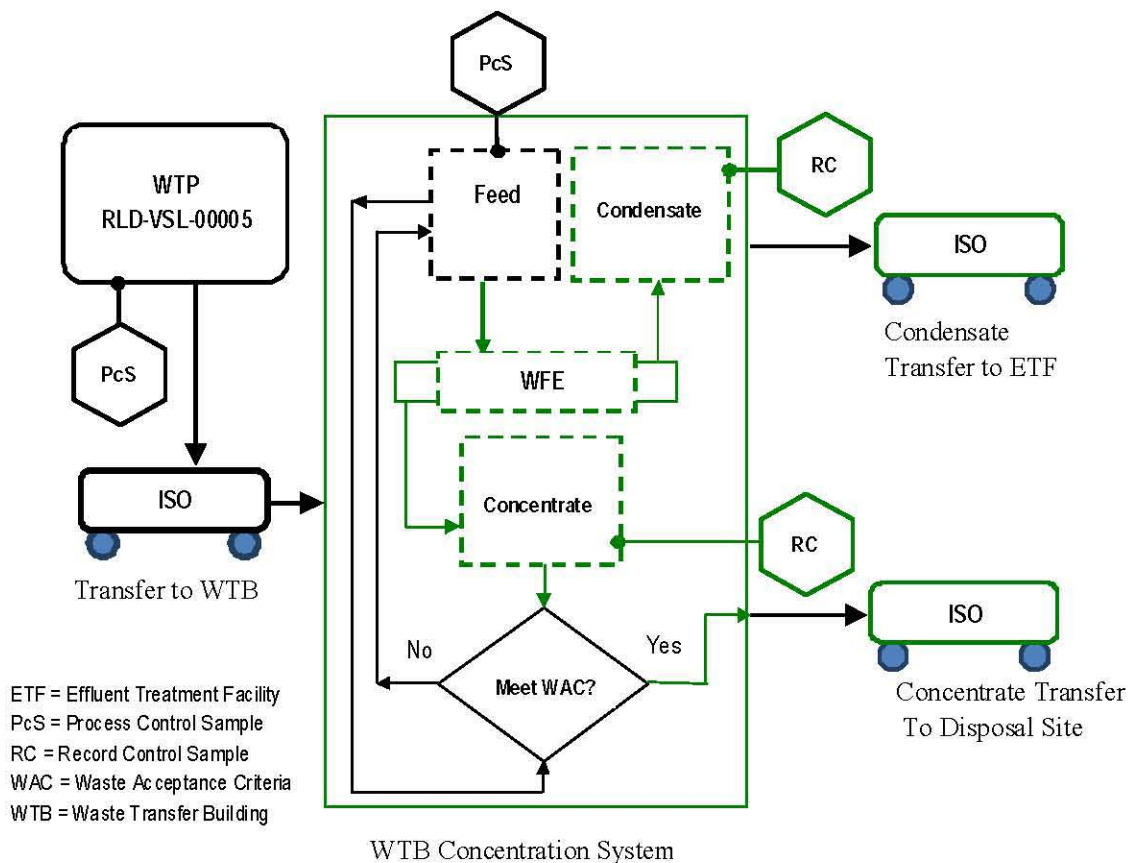 PcS
WTP
RLD-VSL-00005
Feed
Condensate
RC
ISO
Condensate
Transfer to ETF
PcS
WFE
ISO
Concentrate
RC
Transfer to WTB
ISO
No
Yes
Meet WAC?
Concentrate Transfer
To Disposal Site
ETF = Effluent Treatment Facility
PcS = Process Control Sample
RC = Record Control Sample
WAC = Waste Acceptance Criteria
WTB = Waste Transfer Building
WTB Concentration System